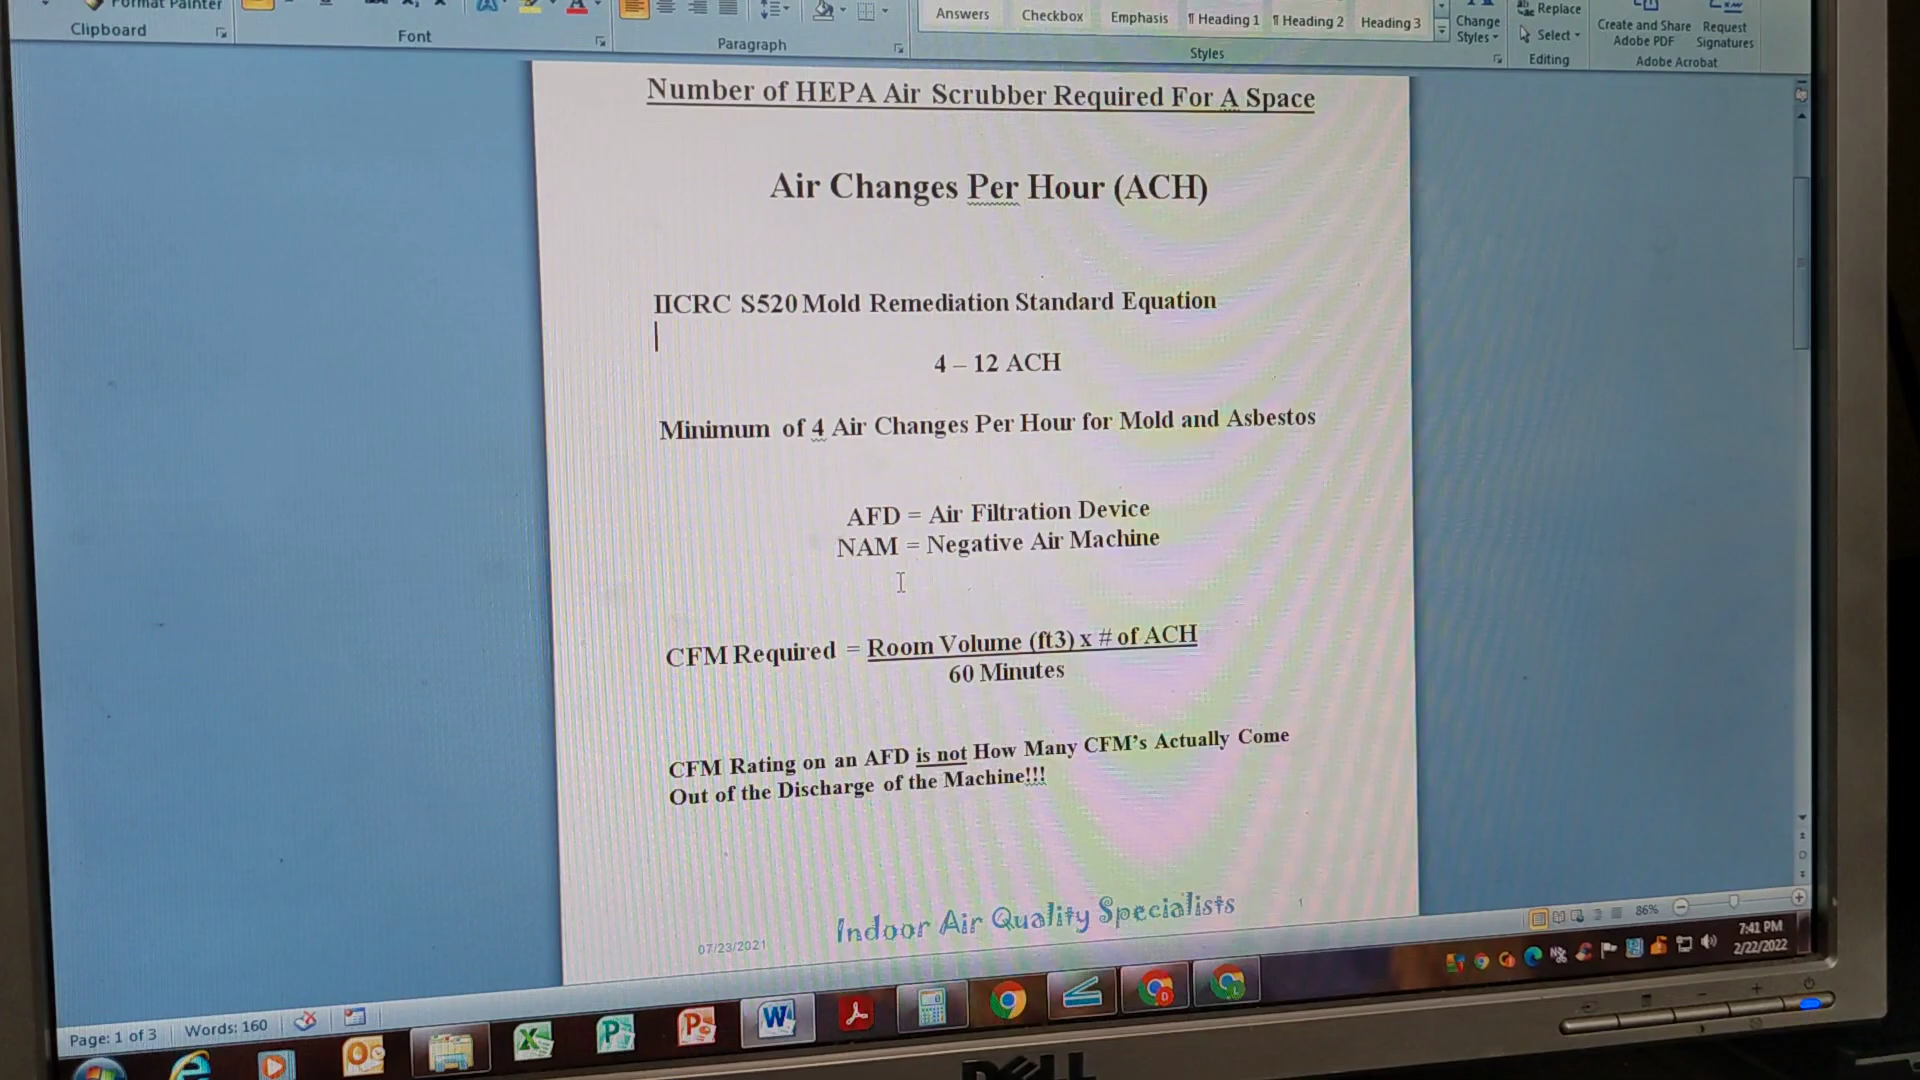 Format Painter
Clipboard
Font
Paragraph
Answers
Checkbox
Emphasis
¶ Heading 1
¶ Heading 2
Heading 3
Styles
Change
Styles
Replace
Select
Editing
Create and Share
Adobe PDF
Request
Signatures
Adobe Acrobat
Number of HEPA Air Scrubber Required For A Space
Air Changes Per Hour (ACH)
IICRC S520 Mold Remediation Standard Equation
4 – 12 ACH
Minimum of 4 Air Changes Per Hour for Mold and Asbestos
AFD = Air Filtration Device
NAM = Negative Air Machine
CFM Required = Room Volume (ft3) x # of ACH
60 Minutes
CFM Rating on an AFD is not How Many CFM's Actually Come
Out of the Discharge of the Machine!!!
07/23/2021
Indoor Air Quality Specialists
1
Page: 1 of 3
Words: 160
86%
7:41 PM
2/22/2022
DELL